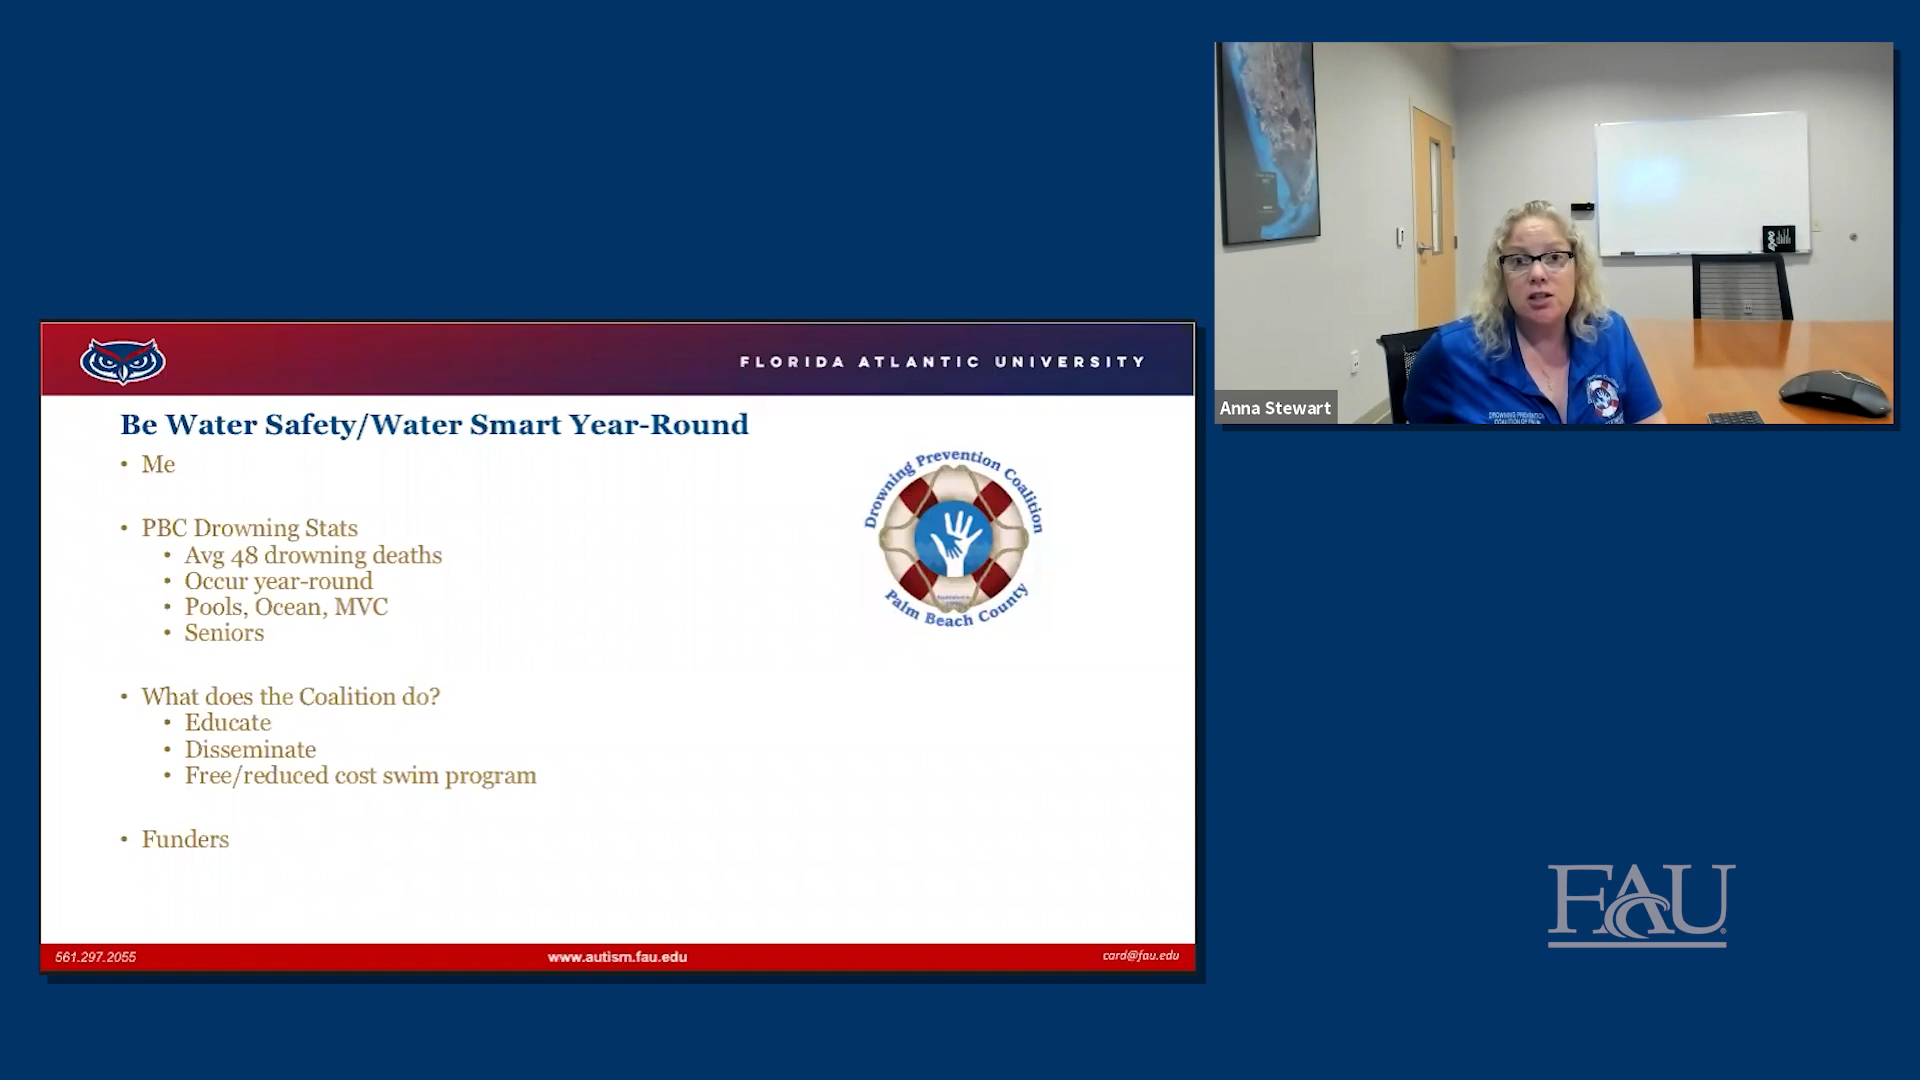 FLORIDA ATLANTIC UNIVERSITY
Be Water Safety/Water Smart Year-Round
• Me
• PBC Drowning Stats
• Avg 48 drowning deaths
• Occur year-round
• Pools, Ocean, MVC
• Seniors
• What does the Coalition do?
• Educate
• Disseminate
• Free/reduced cost swim program
• Funders
Drowning Prevention Coalition
Palm Beach County
561.297.2055
www.autism.fau.edu
card@fau.edu
Anna Stewart
DROWNING PREVENTION
EXPO
FAU